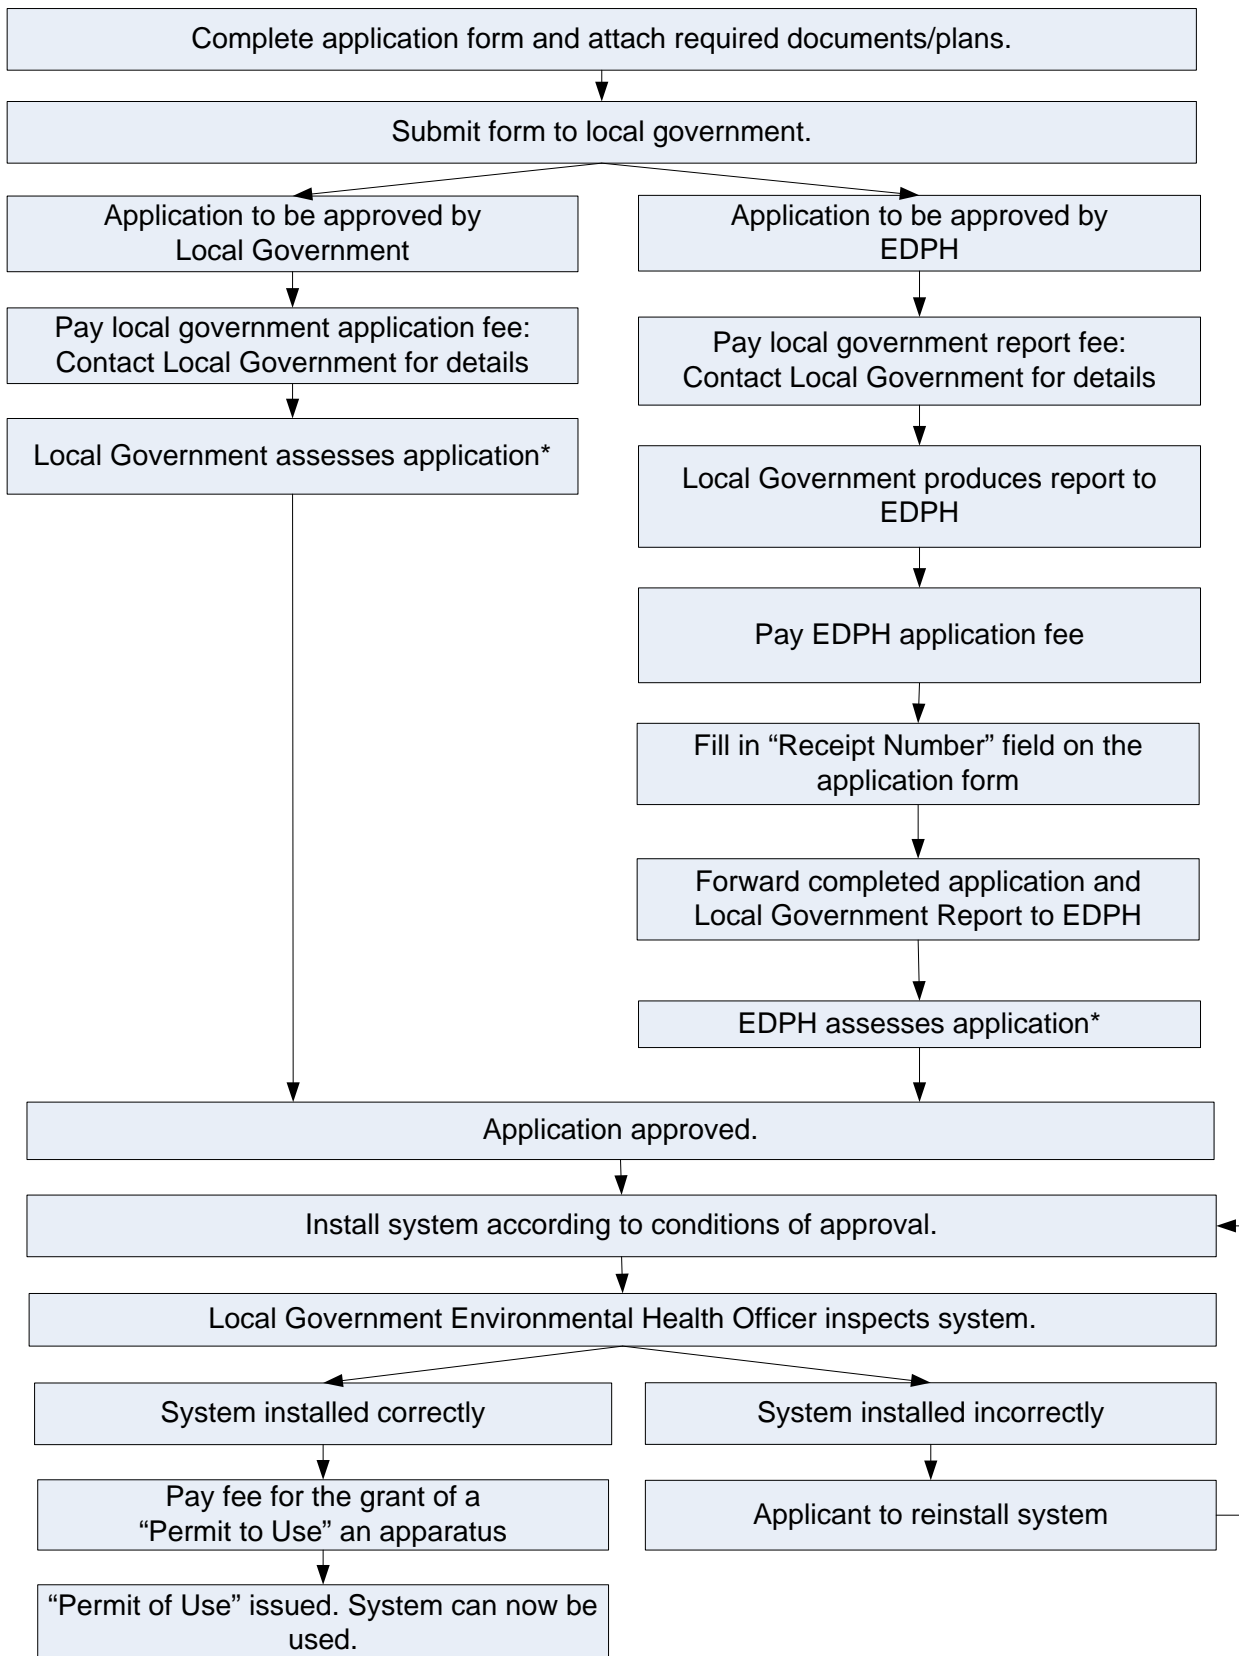 Complete application form and attach required documents/plans.
Submit form to local government.
Application to be approved by
Local Government
Pay local government application fee:
Contact Local Government for details
Local Government assesses application*
Application to be approved by
EDPH
Pay local government report fee:
Contact Local Government for details
Local Government produces report to
EDPH
Pay EDPH application fee
Fill in “Receipt Number” field on the
application form
Forward completed application and
Local Government Report to EDPH
EDPH assesses application*
Application approved.
Install system according to conditions of approval.
Local Government Environmental Health Officer inspects system.
System installed correctly
Pay fee for the grant of a
“Permit to Use” an apparatus
“Permit of Use” issued. System can now be
used.
System installed incorrectly
Applicant to reinstall system